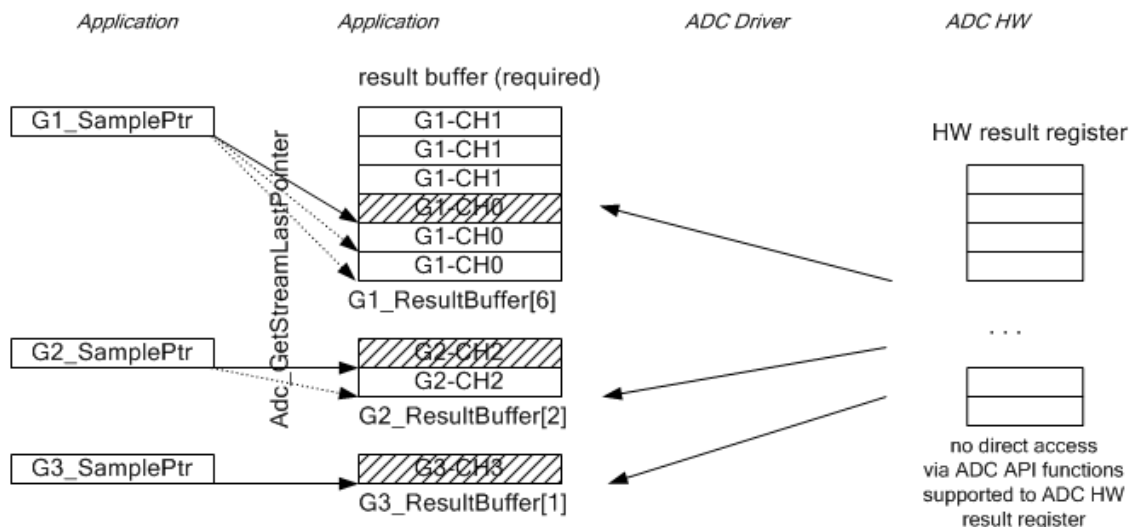 Application
Application
ADC Driver
ADC HW
result buffer (required)
G1_SamplePtr
G1-CH1
G1-CH1
G1-CH1
G1-CH0
G1-CH0
G1-CH0
G1_ResultBuffer[6]
Adc_GetStreamLastPointer
G2_SamplePtr
G2-CH2
G2-CH2
G2_ResultBuffer[2]
G3_SamplePtr
G3-CH3
G3_ResultBuffer[1]
HW result register
. . .
no direct access
via ADC API functions
supported to ADC HW
result register